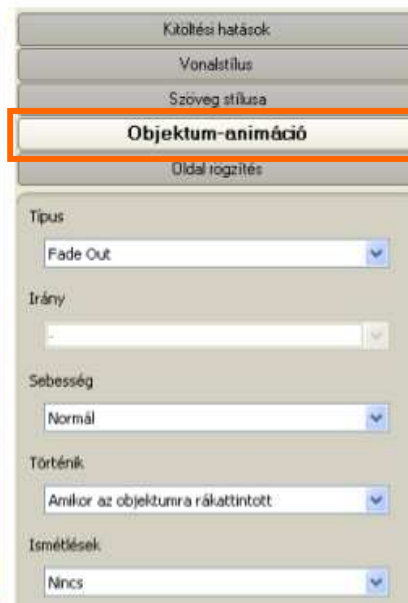 Kitöltési hatások
Vonalstílus
Szöveg stílusa
Objektum-animáció
Oldal rögzítés
Típus
Fade Out
Irány
-
Sebesség
Normál
Történik
Amikor az objektumra rákattintott
Ismétlések
Nincs